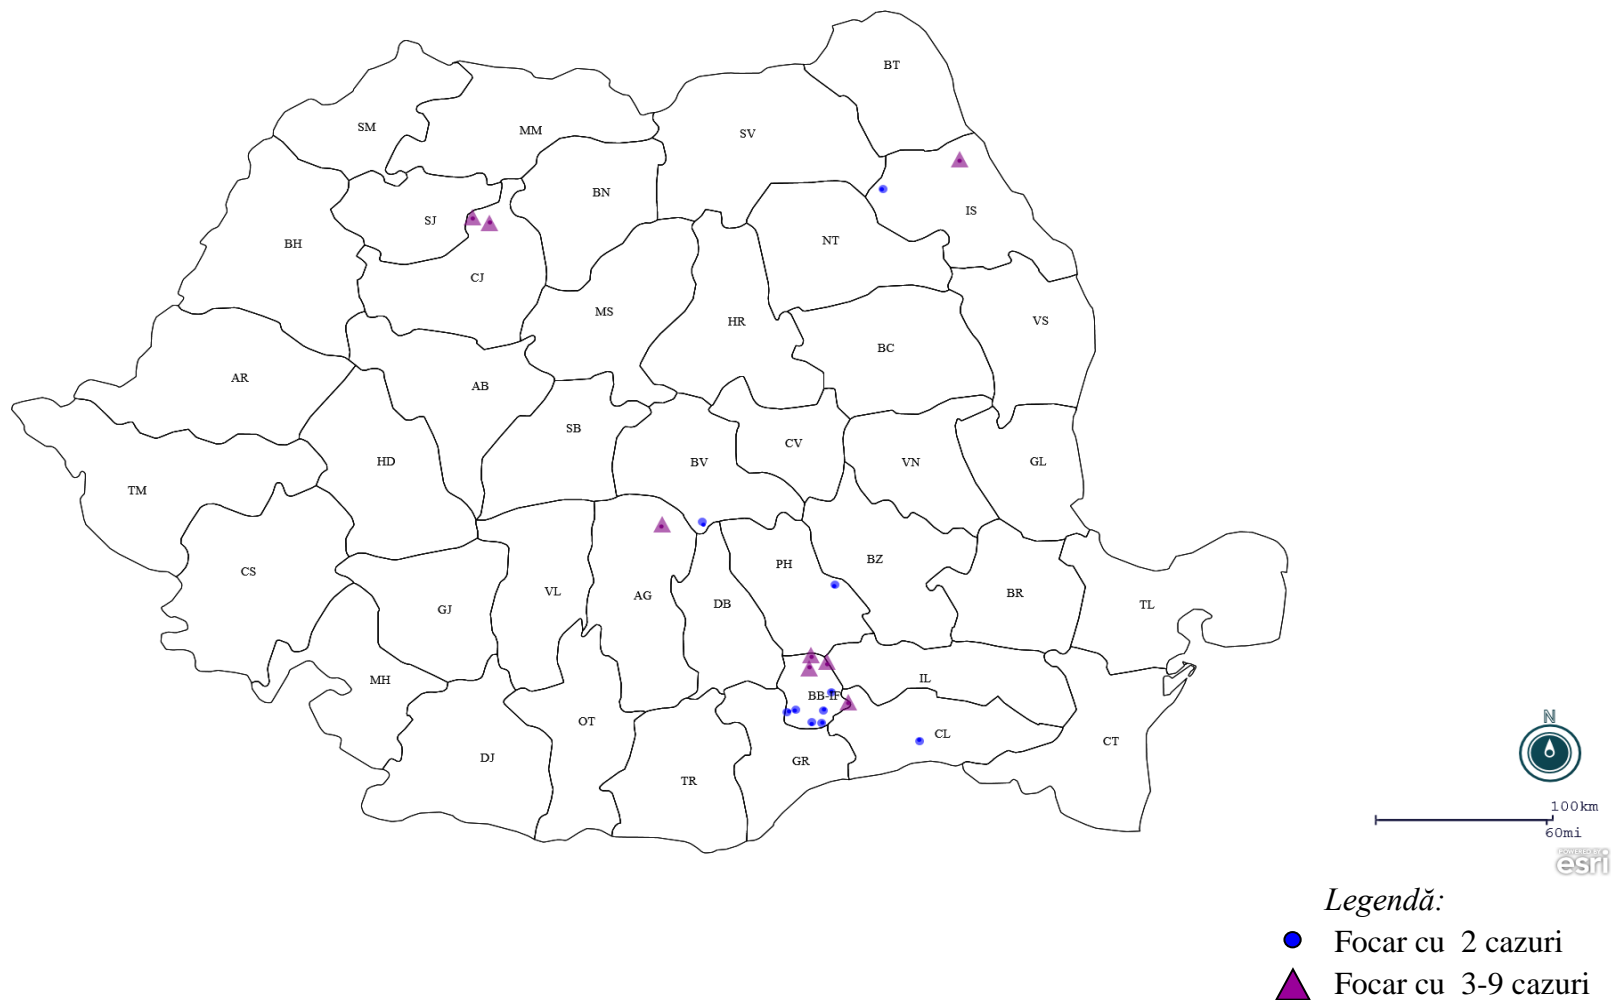 BT
SM
MM
SV
BN
IS
SJ
BH
NT
CJ
MS
HR
VS
BC
AR
AB
SB
CV
BV
VN
GL
HD
TM
BZ
PH
CS
VL
BR
AG
DB
TL
GJ
MH
IL
BB-IF
OT
CL
CT
DJ
GR
TR
N
100km
60mi
POWERED BY
esri
Legendă:
Focar cu 2 cazuri
Focar cu 3-9 cazuri